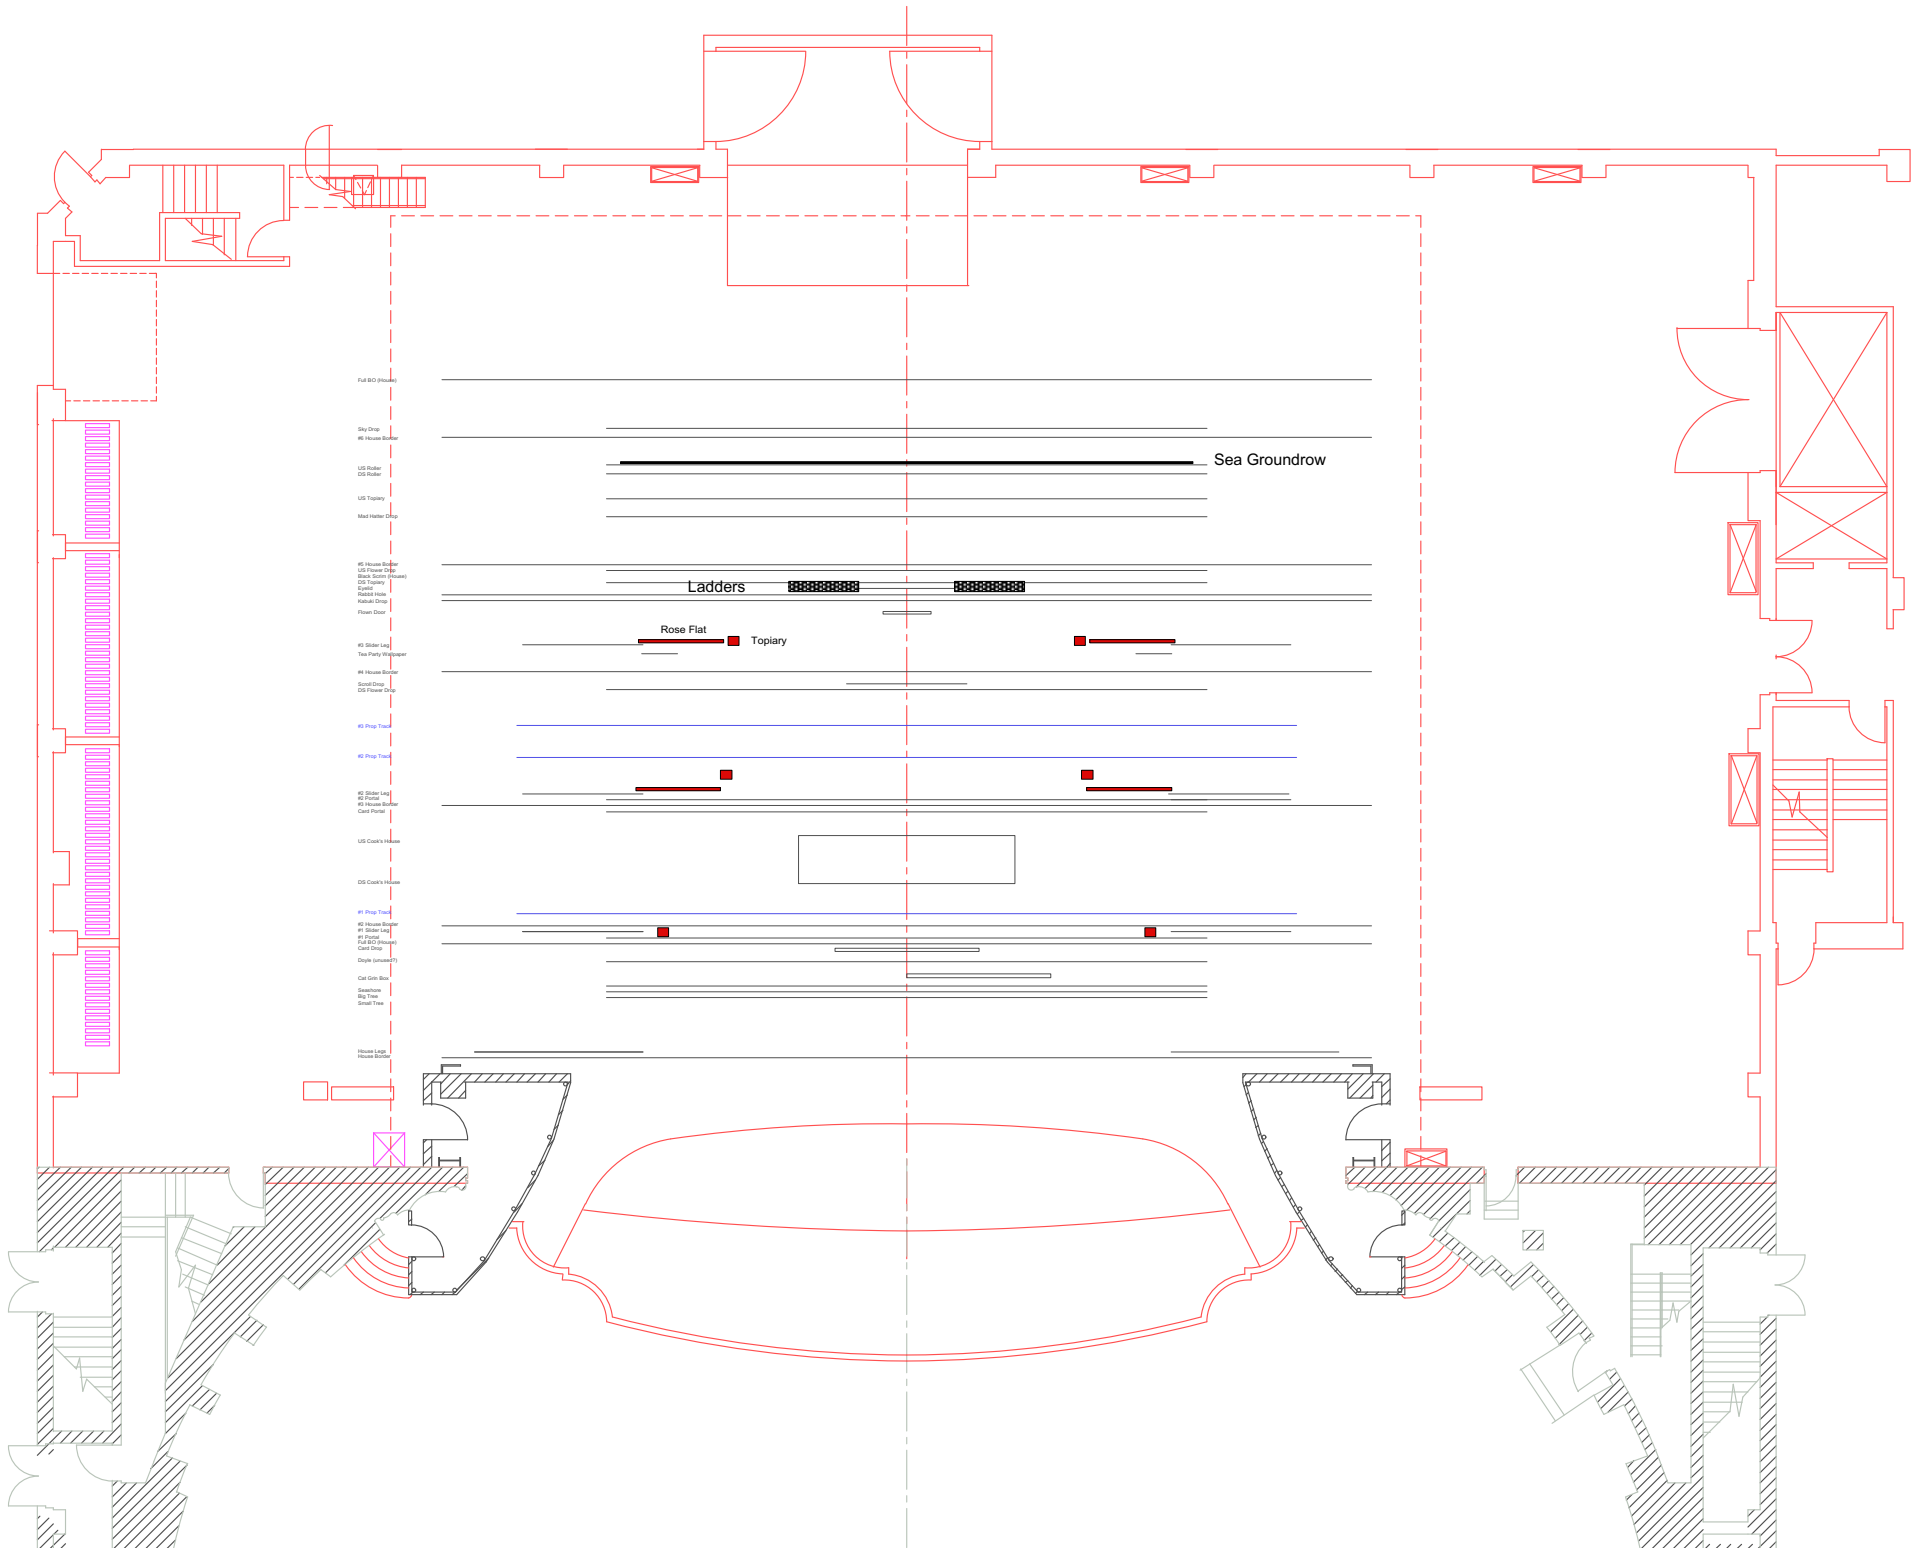 Full BO (House)
Sky Drop
#6 House Border
Sea Groundrow
US Roller
DS Roller
US Topiary
Mad Hatter Drop
#5 House Border
US Flower Drop
Black Scrim (House)
DS Topiary
Eyelid
Rabbit Hole
Kabuki Drop
Ladders
Flown Door
Rose Flat
Topiary
#3 Slider Leg
Tea Party Wallpaper
#4 House Border
Scroll Drop
DS Flower Drop
#3 Prop Track
#2 Prop Track
#2 Slider Leg
#2 Portal
#3 House Border
Card Portal
US Cook's House
DS Cook's House
#1 Prop Track
#2 House Border
#1 Slider Leg
#1 Portal
Full BO (House)
Card Drop
Doyle (unused?)
Cat Grin Box
Seashore
Big Tree
Small Tree
House Legs
House Border